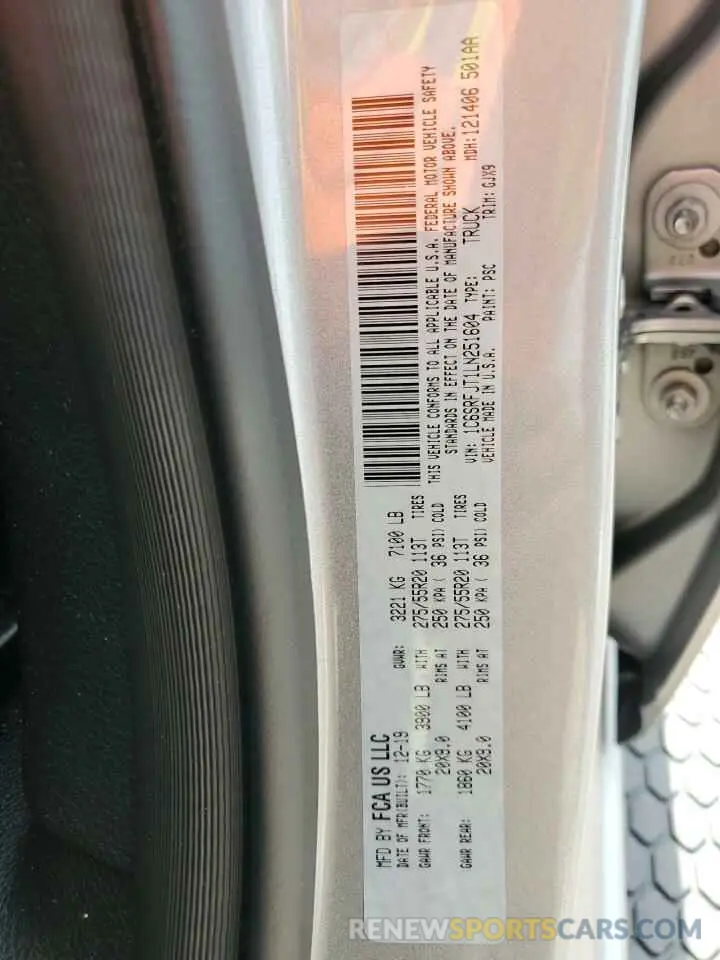 MFD BY FCA US LLC
DATE OF MFR(BUILT): 12-19 GVWR: 3221 KG 7100 LB
GAWR FRONT: 1770 KG 3900 LB WITH 275/55R20 113T TIRES
20X9.0 RIMS AT 250 KPA ( 36 PSI) COLD
GAWR REAR: 1860 KG 4100 LB WITH 275/55R20 113T TIRES
20X9.0 RIMS AT 250 KPA ( 36 PSI) COLD
THIS VEHICLE CONFORMS TO ALL APPLICABLE U.S.A. FEDERAL MOTOR VEHICLE SAFETY
STANDARDS IN EFFECT ON THE DATE OF MANUFACTURE SHOWN ABOVE.
VIN: 1C6SRFJT1LN251604 TYPE: TRUCK MDH: 121406 501AA
VEHICLE MADE IN U.S.A. PAINT: PSC TRIM: GJX9
RENEWSPORTSCARS.COM